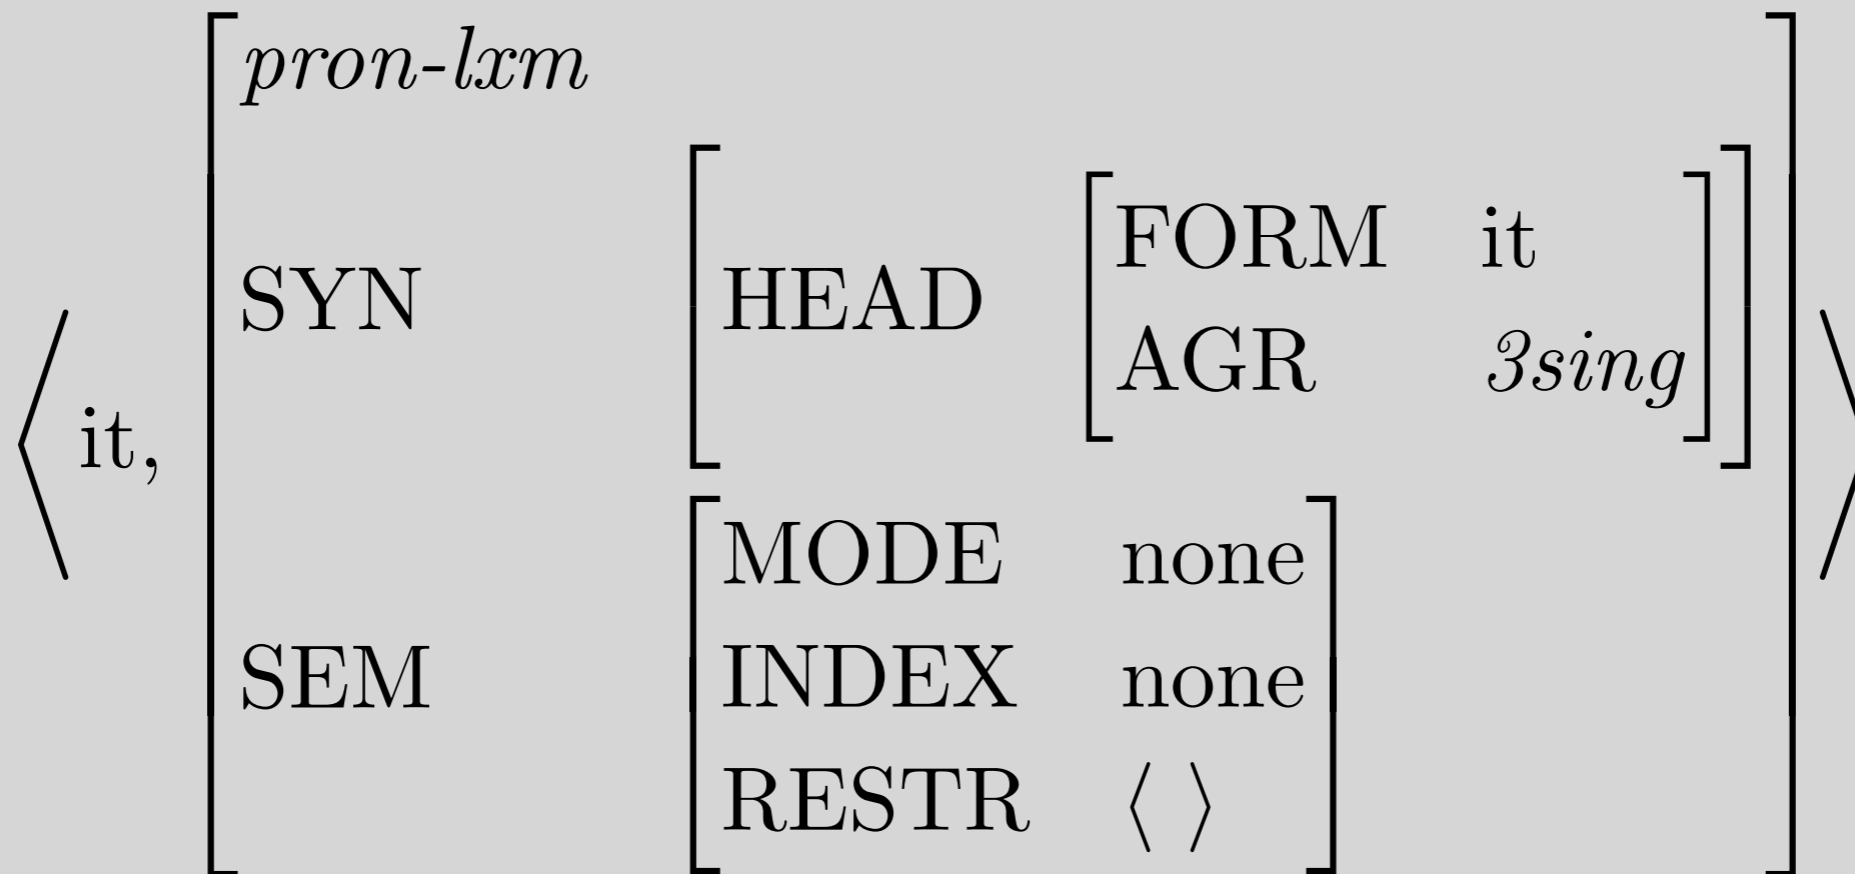 pron-lxm
FORM it
SYN HEAD
AGR 3sing
⟨ it, ⟩
MODE none
SEM INDEX none
RESTR ⟨ ⟩